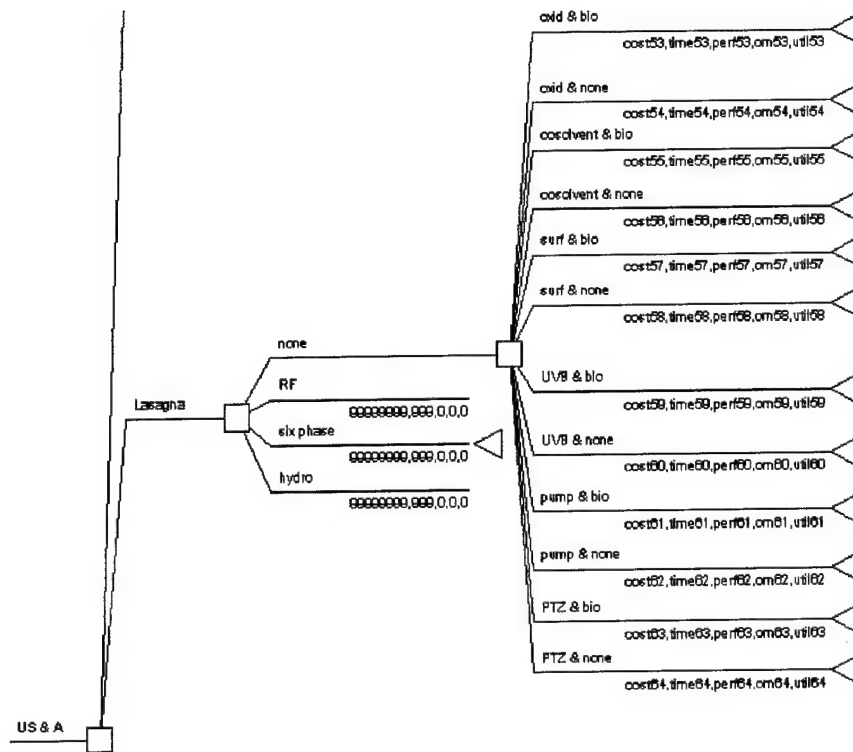 oxid & bio
cost53,time53,perf53,om53,util53
oxid & none
cost54,time54,perf54,om54,util54
cosolvent & bio
cost55,time55,perf55,om55,util55
cosolvent & none
cost56,time56,perf56,om56,util56
surf & bio
cost57,time57,perf57,om57,util57
surf & none
cost58,time58,perf58,om58,util58
none
UVB & bio
RF
cost59,time59,perf59,om59,util59
Lasagna
99999999,999,0,0,0
six phase
UVB & none
99999999,999,0,0,0
cost60,time60,perf60,om60,util60
hydro
pump & bio
99999999,999,0,0,0
cost61,time61,perf61,om61,util61
pump & none
cost62,time62,perf62,om62,util62
PTZ & bio
cost63,time63,perf63,om63,util63
PTZ & none
cost64,time64,perf64,om64,util64
US & A